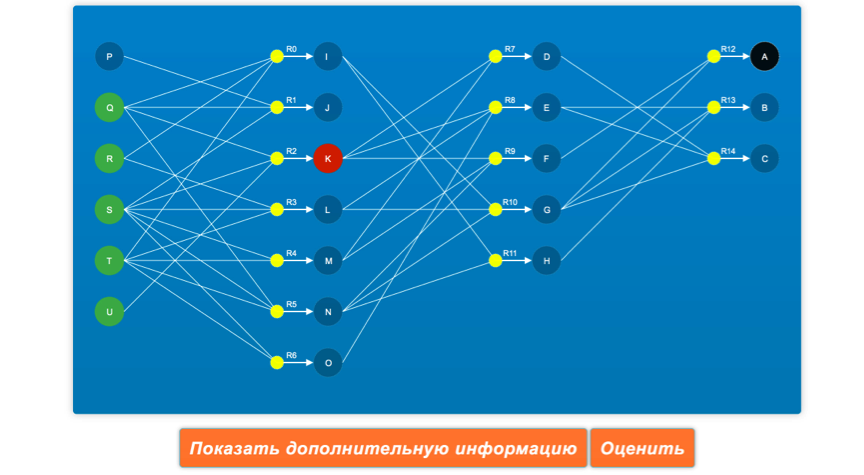 P R0 I R7 D R12 A
Q R1 J R8 E R13 B
R R2 K R9 F R14 C
S R3 L R10 G
T R4 M R11 H
U R5 N
R6 O
Показать дополнительную информацию Оценить